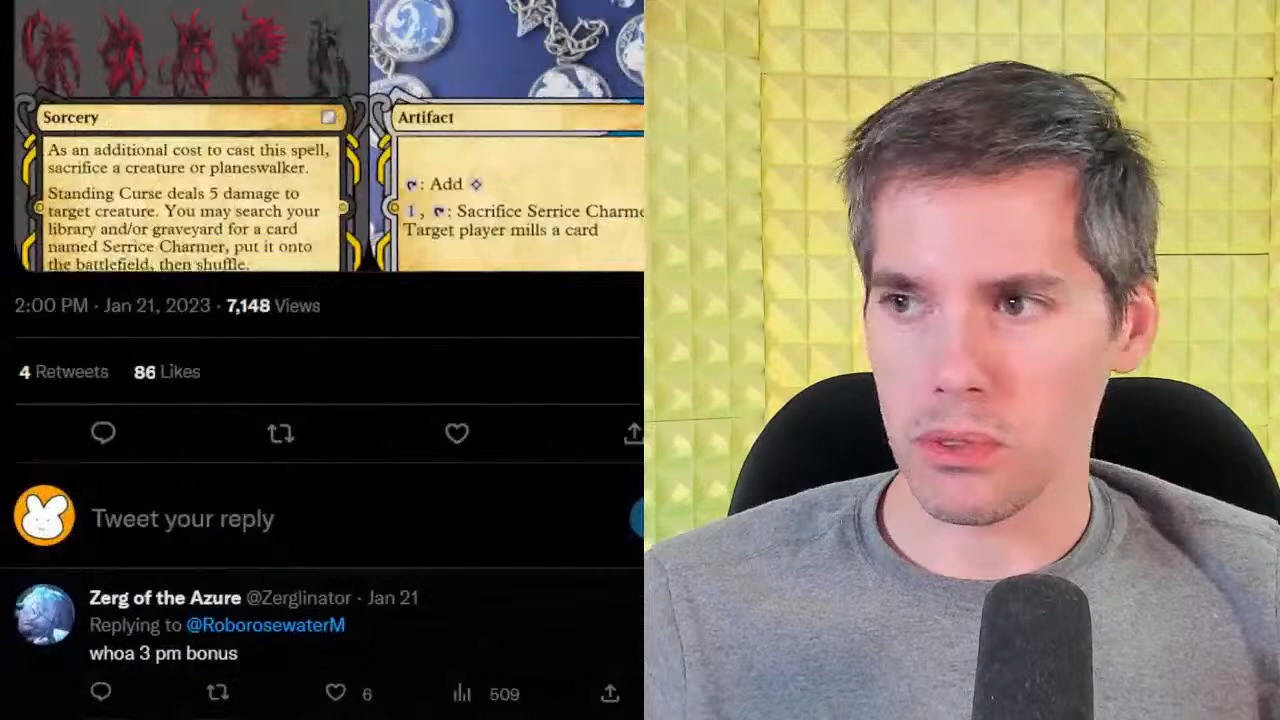 Sorcery
As an additional cost to cast this spell,
sacrifice a creature or planeswalker.
Standing Curse deals 5 damage to
target creature. You may search your
library and/or graveyard for a card
named Serrice Charmer, put it onto
the battlefield, then shuffle.
Artifact
: Add
1, : Sacrifice Serrice Charme
Target player mills a card
2:00 PM · Jan 21, 2023 · 7,148 Views
4 Retweets 86 Likes
Tweet your reply
Zerg of the Azure @Zerglinator · Jan 21
Replying to @RoborosewaterM
whoa 3 pm bonus
6 509